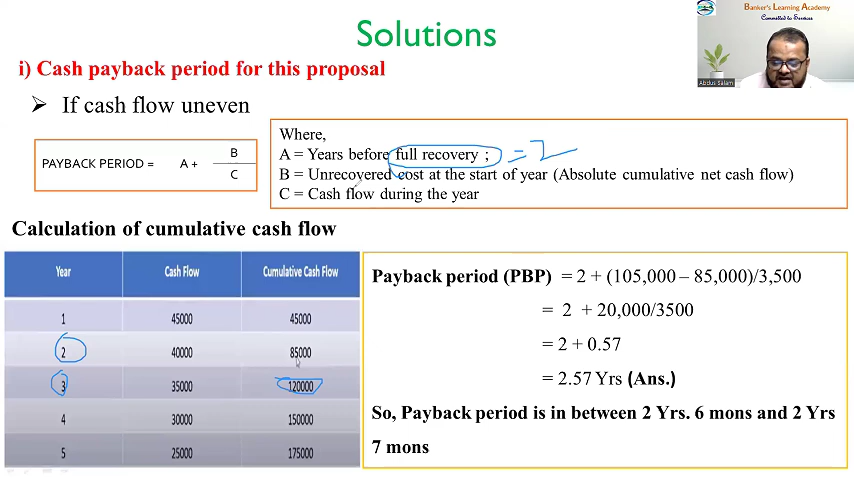 Banker's Learning Academy
Committed to Services
Abdus Salam
Solutions
i) Cash payback period for this proposal
➤ If cash flow uneven
PAYBACK PERIOD = A + B
C
Where,
A = Years before full recovery ; = 2
B = Unrecovered cost at the start of year (Absolute cumulative net cash flow)
C = Cash flow during the year
Calculation of cumulative cash flow
Year Cash Flow Cumulative Cash Flow
1 45000 45000
2 40000 85000
3 35000 120000
4 30000 150000
5 25000 175000
Payback period (PBP) = 2 + (105,000 – 85,000)/3,500
= 2 + 20,000/3500
= 2 + 0.57
= 2.57 Yrs (Ans.)
So, Payback period is in between 2 Yrs. 6 mons and 2 Yrs
7 mons